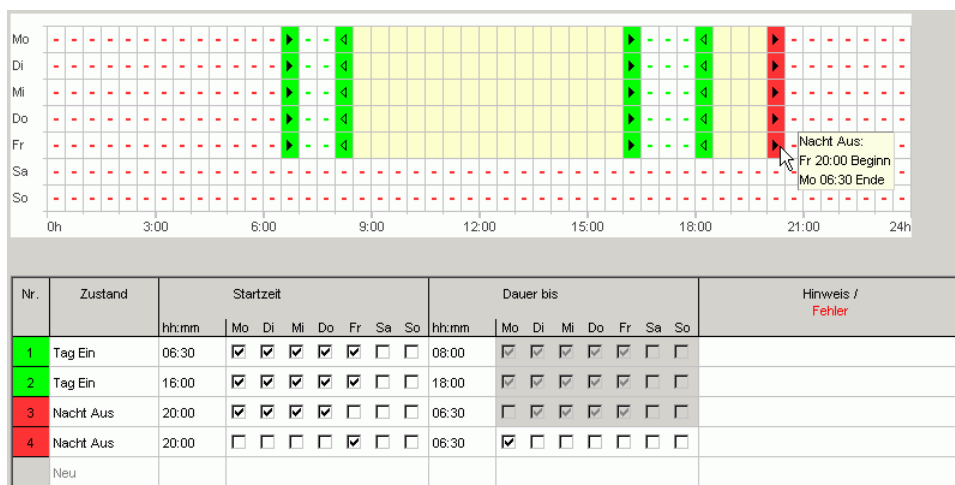 Mo
Di
Mi
Do
Fr
Sa
So
Nacht Aus:
Fr 20:00 Beginn
Mo 06:30 Ende
0h 3:00 6:00 9:00 12:00 15:00 18:00 21:00 24h
Nr. Zustand Startzeit Dauer bis Hinweis /
Fehler
hh:mm Mo Di Mi Do Fr Sa So hh:mm Mo Di Mi Do Fr Sa So
1 Tag Ein 06:30 08:00
2 Tag Ein 16:00 18:00
3 Nacht Aus 20:00 06:30
4 Nacht Aus 20:00 06:30
Neu